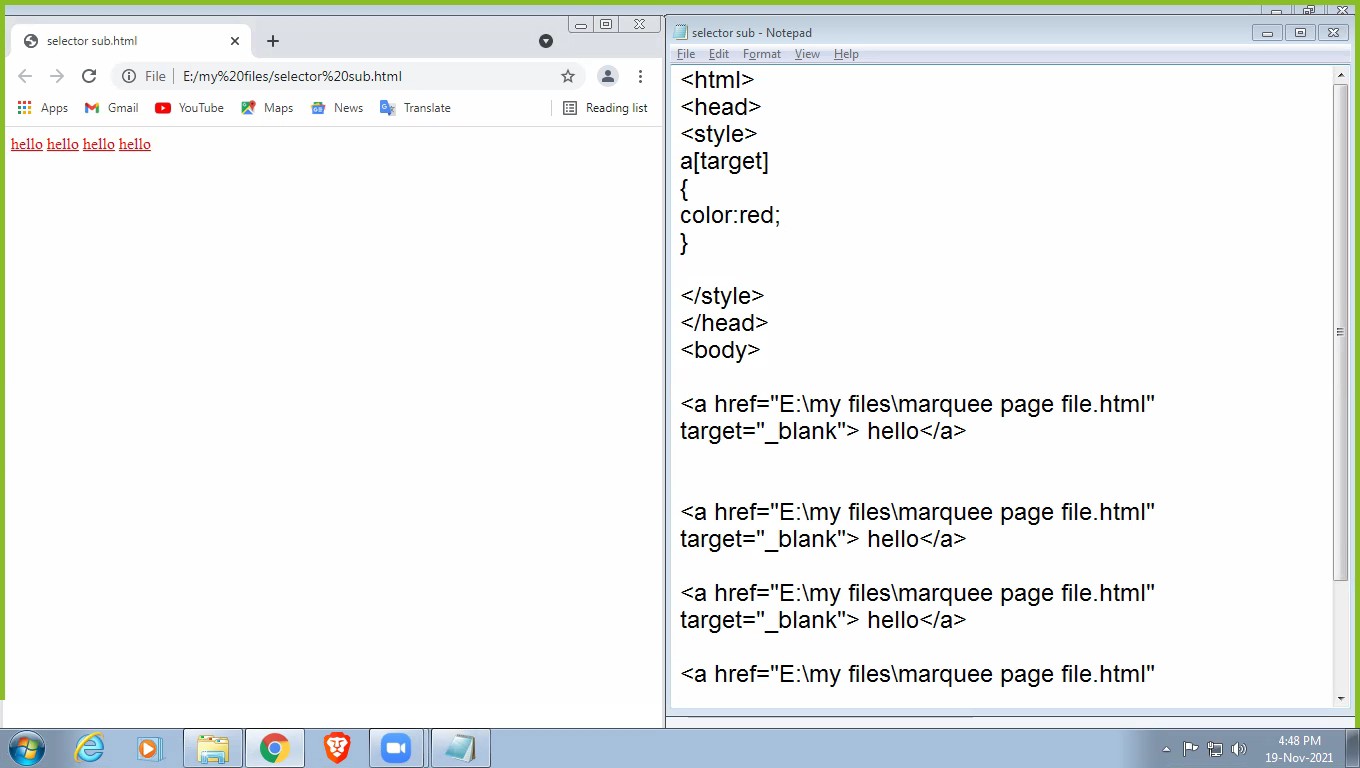 selector sub.html
File E:/my%20files/selector%20sub.html
Apps Gmail YouTube Maps News Translate Reading list
hello hello hello hello
selector sub - Notepad
File Edit Format View Help
<html>
<head>
<style>
a[target]
{
color:red;
}
</style>
</head>
<body>
<a href="E:\my files\marquee page file.html"
target="_blank"> hello</a>
<a href="E:\my files\marquee page file.html"
target="_blank"> hello</a>
<a href="E:\my files\marquee page file.html"
target="_blank"> hello</a>
<a href="E:\my files\marquee page file.html"
4:48 PM
19-Nov-2021